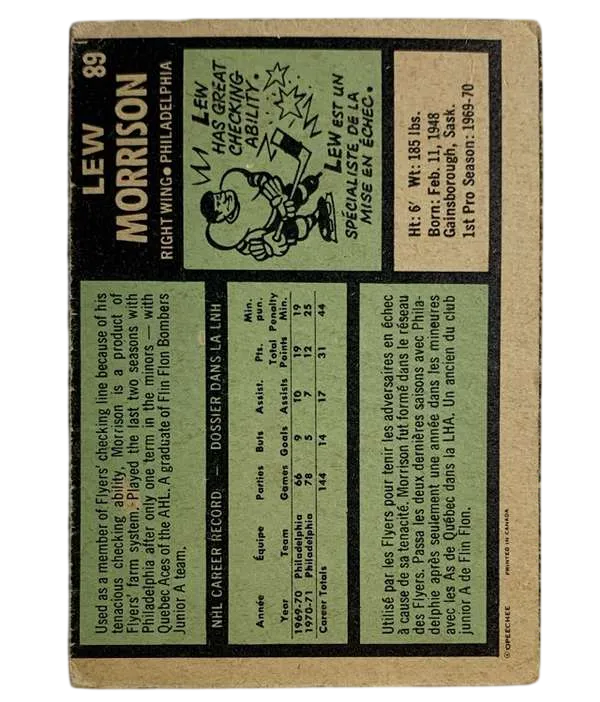 LEW 89
MORRISON
RIGHT WING • PHILADELPHIA
Used as a member of Flyers' checking line because of his
tenacious checking ability, Morrison is a product of
Flyers' farm system. Played the last two seasons with
Philadelphia after only one term in the minors — with
Quebec Aces of the AHL. A graduate of Flin Flon Bombers
Junior A team.
LEW
HAS GREAT
CHECKING
ABILITY.
LEW EST UN
SPÉCIALISTE DE LA
MISE EN ÉCHEC.
NHL CAREER RECORD — DOSSIER DANS LA LNH
Année Équipe Parties Buts Assist. Pts. Min. pun.
Year Team Games Goals Assists Total Points Penalty Min.
1969-70 Philadelphia 66 9 10 19 19
1970-71 Philadelphia 78 5 7 12 25
Career Totals 144 14 17 31 44
Ht: 6' Wt: 185 lbs.
Born: Feb. 11, 1948
Gainsborough, Sask.
1st Pro Season: 1969-70
Utilisé par les Flyers pour tenir les adversaires en échec
à cause de sa tenacité. Morrison fut formé dans le réseau
des Flyers. Passa les deux dernières saisons avec Phila-
delphie après seulement une année dans les mineures
avec les As de Québec dans la LHA. Un ancien du club
junior A de Flin Flon.
© OPEECHEE PRINTED IN CANADA